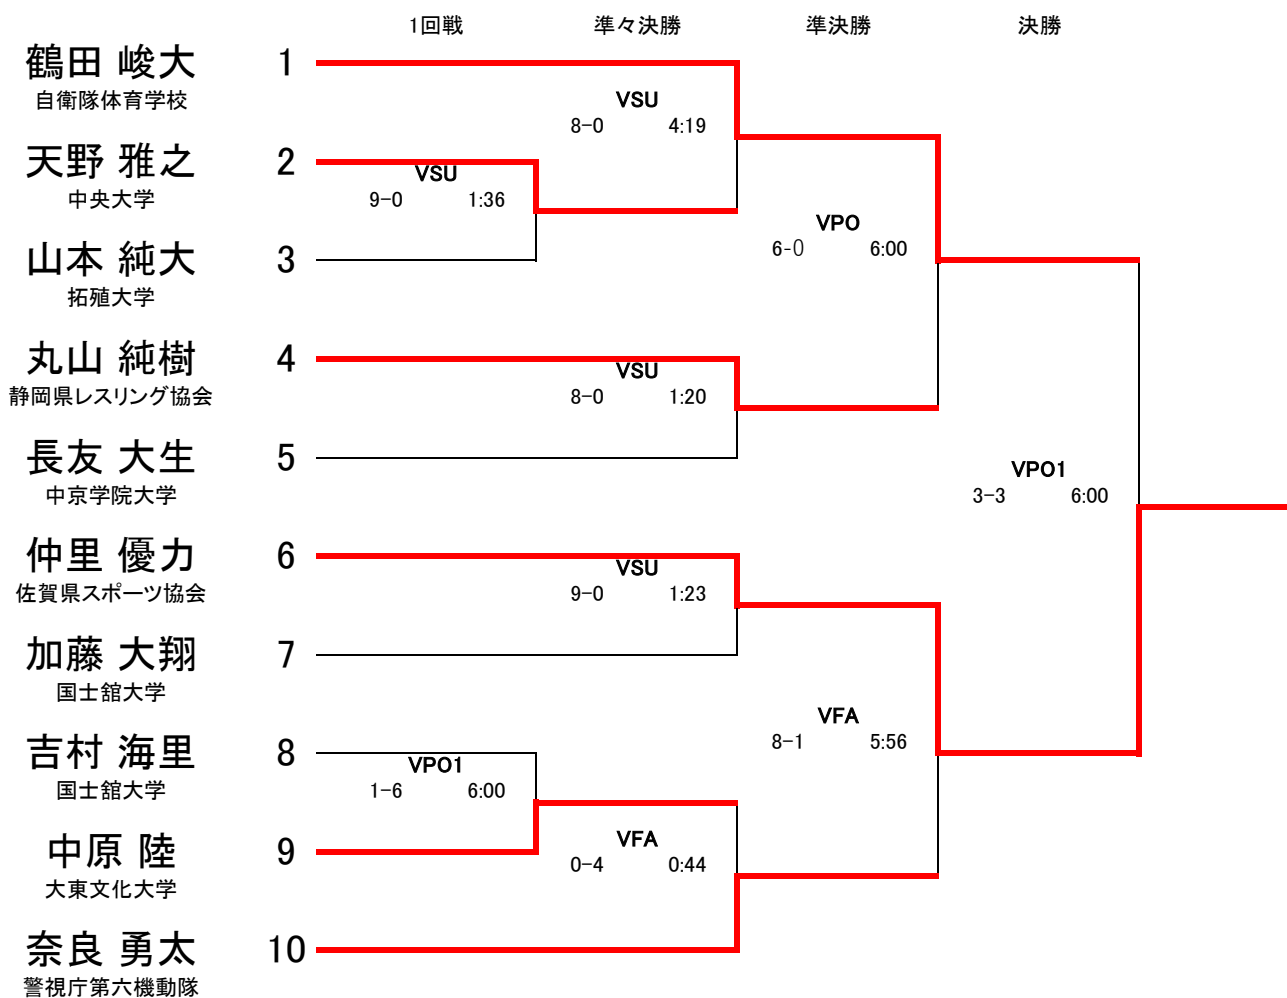 1回戦 準々決勝 準決勝 決勝
鶴田 峻大 1
自衛隊体育学校
VSU
8-0 4:19
天野 雅之 2
中央大学
VSU
9-0 1:36
VPO
6-0 6:00
山本 純大 3
拓殖大学
丸山 純樹 4
静岡県レスリング協会
VSU
8-0 1:20
長友 大生 5
中京学院大学
VPO1
3-3 6:00
仲里 優力 6
佐賀県スポーツ協会
VSU
9-0 1:23
加藤 大翔 7
国士舘大学
VFA
8-1 5:56
吉村 海里 8
国士舘大学
VPO1
1-6 6:00
中原 陸 9
大東文化大学
VFA
0-4 0:44
奈良 勇太 10
警視庁第六機動隊